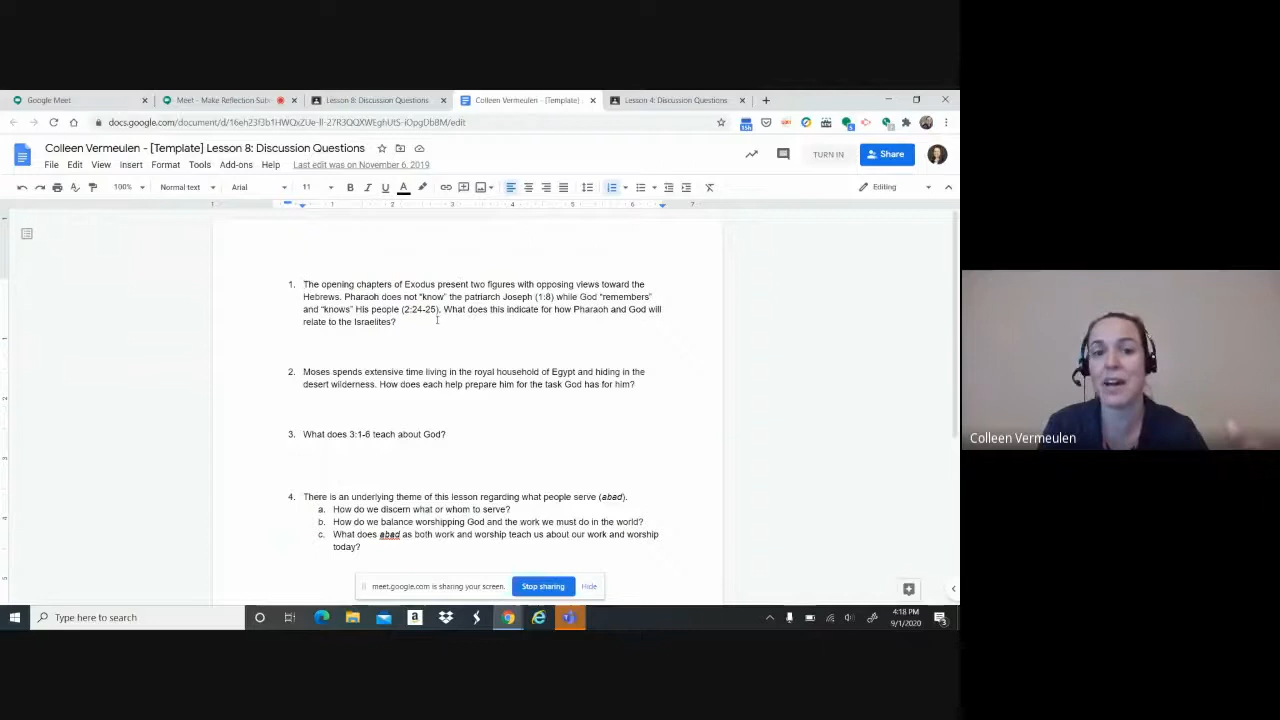 Google Meet
Meet - Make Reflection Sub
Lesson 8: Discussion Questions
Colleen Vermeulen - [Template]
Lesson 4: Discussion Questions
Colleen Vermeulen - [Template] Lesson 8: Discussion Questions
File Edit View Insert Format Tools Add-ons Help Last edit was on November 6, 2019
TURN IN
Share
100% Normal text Arial 11
Editing
1 1 2 3 4 5 6 7
1. The opening chapters of Exodus present two figures with opposing views toward the
Hebrews. Pharaoh does not “know” the patriarch Joseph (1:8) while God “remembers”
and “knows” His people (2:24-25). What does this indicate for how Pharaoh and God will
relate to the Israelites?
2. Moses spends extensive time living in the royal household of Egypt and hiding in the
desert wilderness. How does each help prepare him for the task God has for him?
3. What does 3:1-6 teach about God?
4. There is an underlying theme of this lesson regarding what people serve (abad).
a. How do we discern what or whom to serve?
b. How do we balance worshipping God and the work we must do in the world?
c. What does abad as both work and worship teach us about our work and worship
today?
meet.google.com is sharing your screen. Stop sharing Hide
Type here to search
4:18 PM
9/1/2020
Colleen Vermeulen